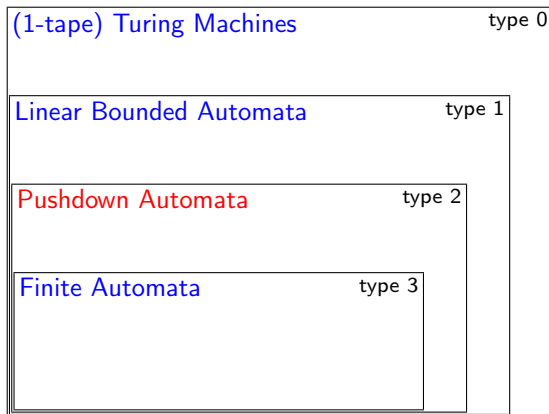 (1-tape) Turing Machines type 0
Linear Bounded Automata type 1
Pushdown Automata type 2
Finite Automata type 3